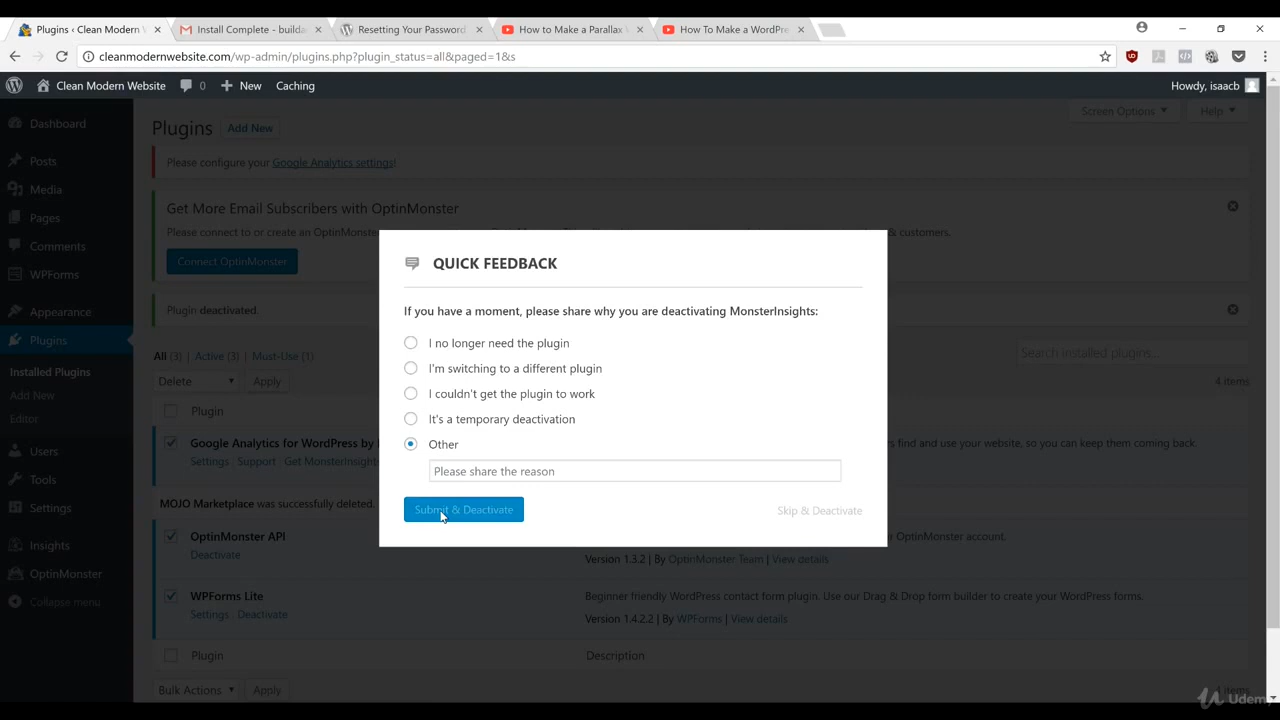 Plugins ‹ Clean Modern
Install Complete - builda
Resetting Your Password
How to Make a Parallax
How To Make a WordPre
cleanmodernwebsite.com/wp-admin/plugins.php?plugin_status=all&paged=1&s
Clean Modern Website
0
New
Caching
Howdy, isaacb
Screen Options
Help
Dashboard
Posts
Media
Pages
Comments
WPForms
Appearance
Plugins
Installed Plugins
Add New
Editor
Users
Tools
Settings
Insights
OptinMonster
Collapse menu
Plugins
Add New
Please configure your Google Analytics settings!
Get More Email Subscribers with OptinMonster
Please connect to or create an OptinMonster
& customers.
Connect OptinMonster
Plugin deactivated.
All (3) | Active (3) | Must-Use (1)
Search installed plugins...
Delete
Apply
4 items
Plugin
Google Analytics for WordPress by
Settings | Support | Get MonsterInsight
rs find and use your website, so you can keep them coming back.
MOJO Marketplace was successfully deleted.
OptinMonster API
OptinMonster account.
Deactivate
Version 1.3.2 | By OptinMonster Team | View details
WPForms Lite
Beginner friendly WordPress contact form plugin. Use our Drag & Drop form builder to create your WordPress forms.
Settings | Deactivate
Version 1.4.2.2 | By WPForms | View details
Plugin
Description
Bulk Actions
Apply
items
QUICK FEEDBACK
If you have a moment, please share why you are deactivating MonsterInsights:
I no longer need the plugin
I'm switching to a different plugin
I couldn't get the plugin to work
It's a temporary deactivation
Other
Please share the reason
Submit & Deactivate
Skip & Deactivate
Udemy